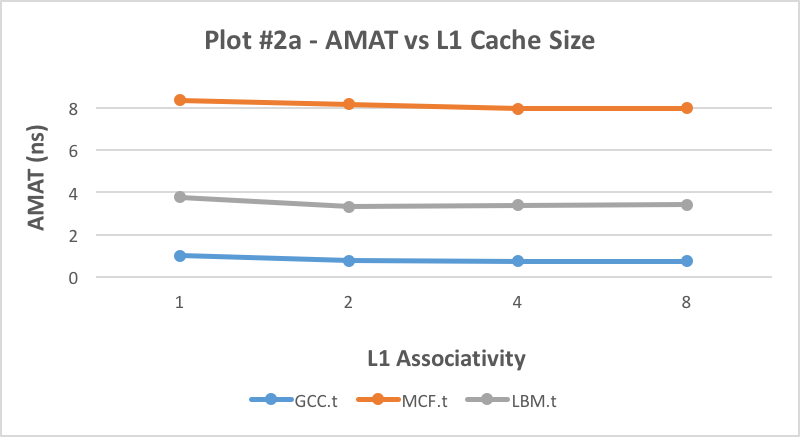 Plot #2a - AMAT vs L1 Cache Size
AMAT (ns)
8
6
4
2
0
1 2 4 8
L1 Associativity
GCC.t MCF.t LBM.t